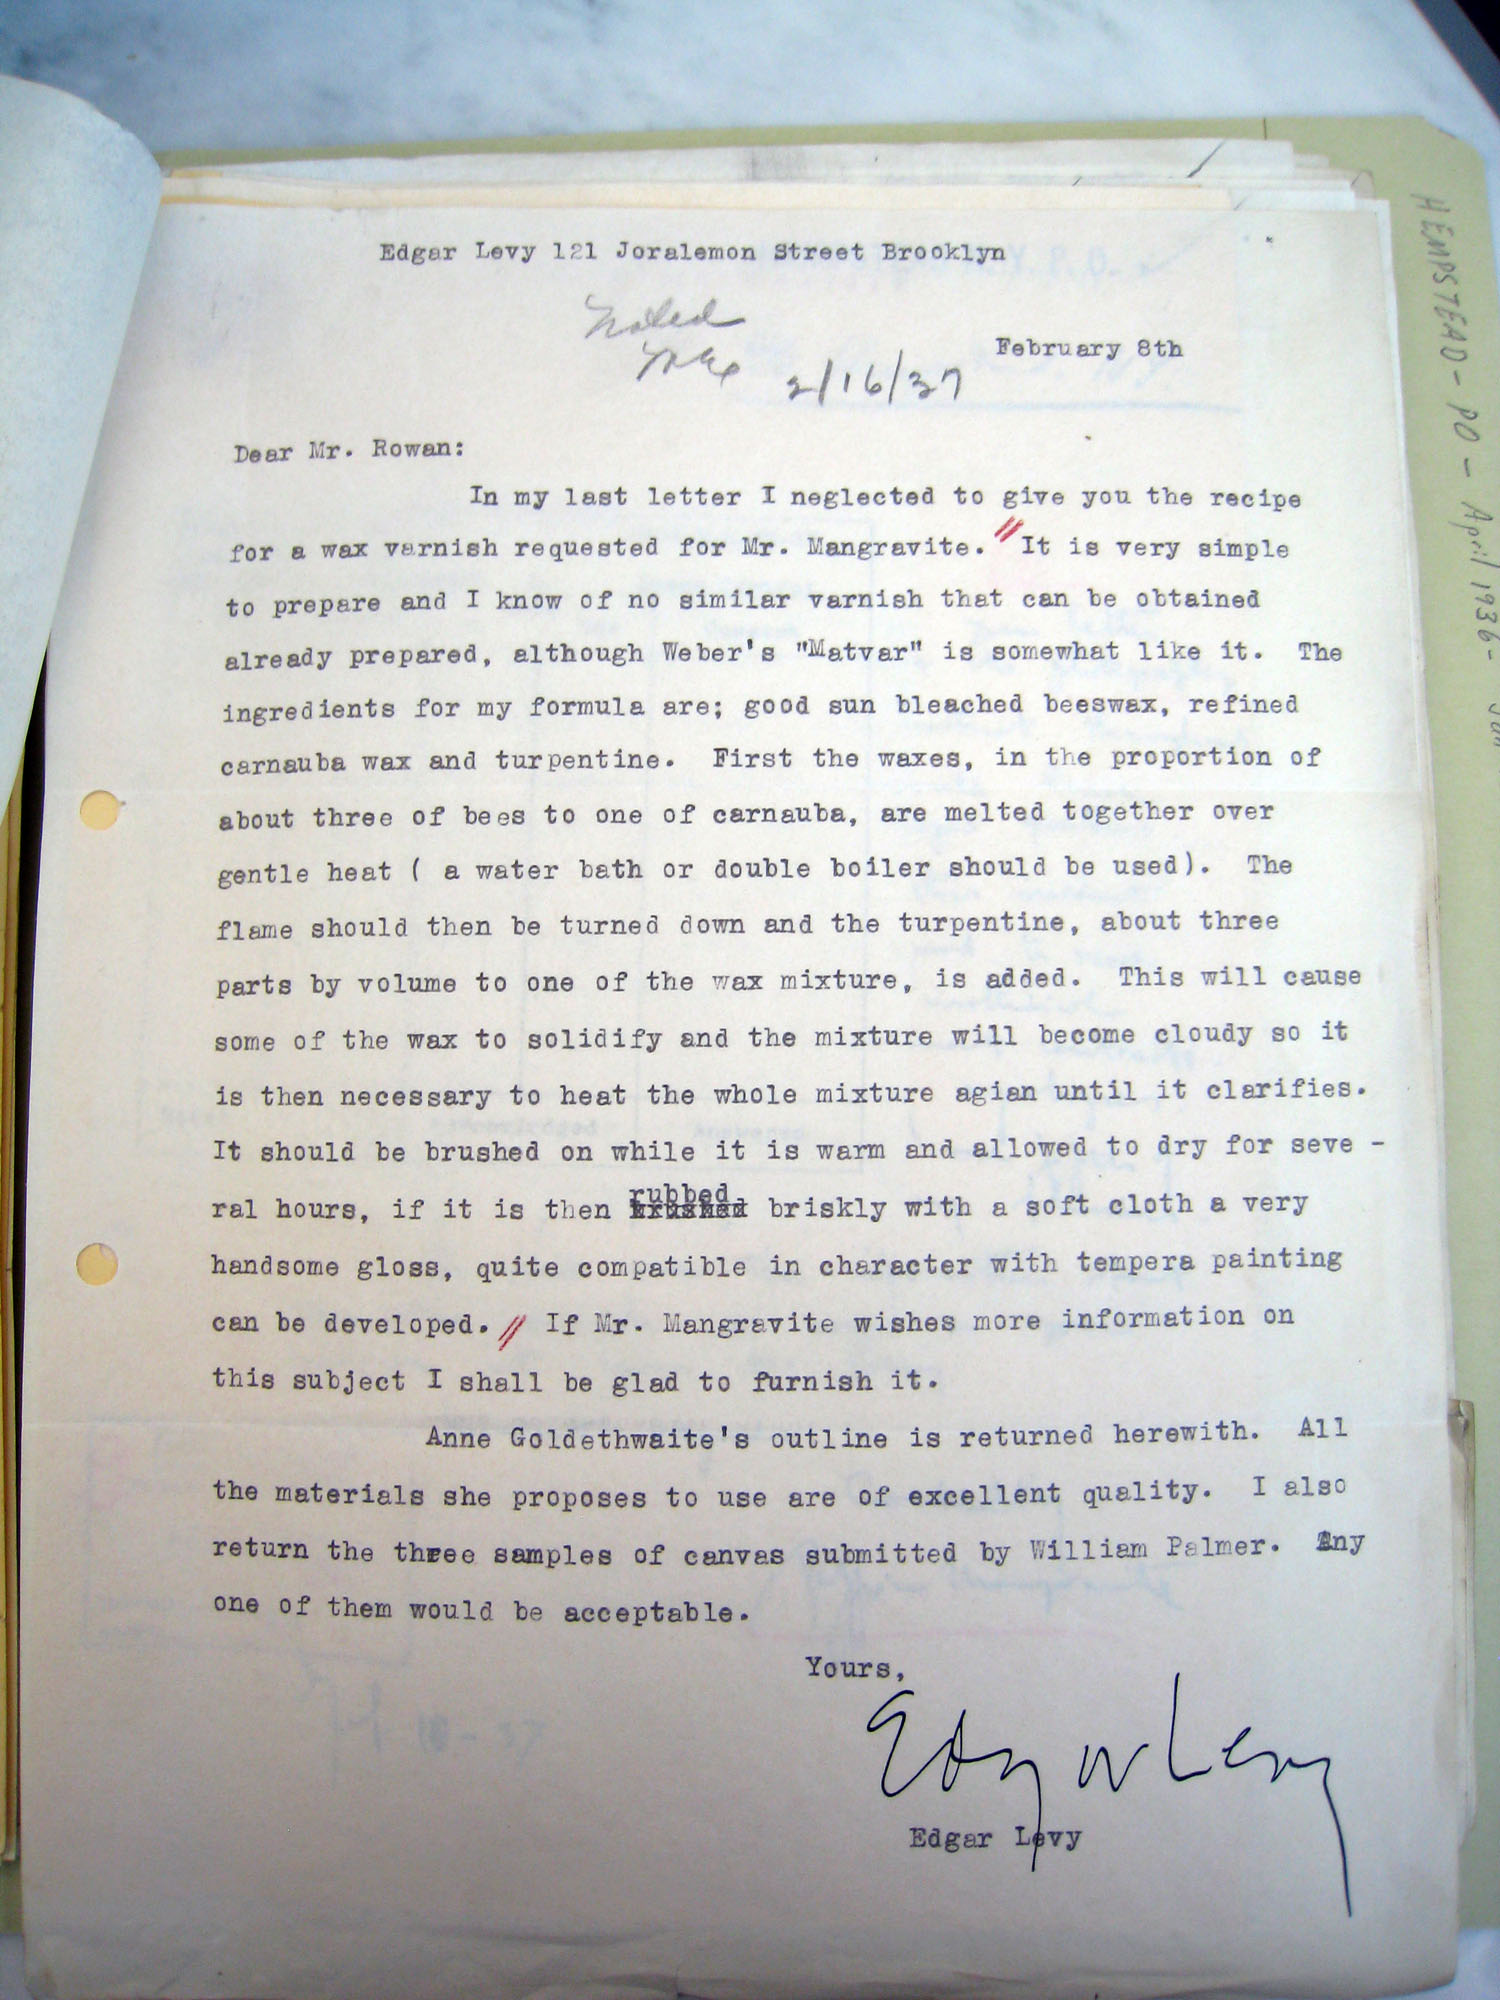 Edgar Levy 121 Joralemon Street Brooklyn
Noted
2/16/37
February 8th
Dear Mr. Rowan:
In my last letter I neglected to give you the recipe
for a wax varnish requested for Mr. Mangravite. // It is very simple
to prepare and I know of no similar varnish that can be obtained
already prepared, although Weber's "Matvar" is somewhat like it. The
ingredients for my formula are; good sun bleached beeswax, refined
carnauba wax and turpentine. First the waxes, in the proportion of
about three of bees to one of carnauba, are melted together over
gentle heat ( a water bath or double boiler should be used). The
flame should then be turned down and the turpentine, about three
parts by volume to one of the wax mixture, is added. This will cause
some of the wax to solidify and the mixture will become cloudy so it
is then necessary to heat the whole mixture agian until it clarifies.
It should be brushed on while it is warm and allowed to dry for seve -
ral hours, if it is then rubbed briskly with a soft cloth a very
handsome gloss, quite compatible in character with tempera painting
can be developed. // If Mr. Mangravite wishes more information on
this subject I shall be glad to furnish it.
Anne Goldethwaite's outline is returned herewith. All
the materials she proposes to use are of excellent quality. I also
return the three samples of canvas submitted by William Palmer. Any
one of them would be acceptable.
Yours,
Edgar Levy
Edgar Levy
HEMPSTEAD - PO - April 1936 -